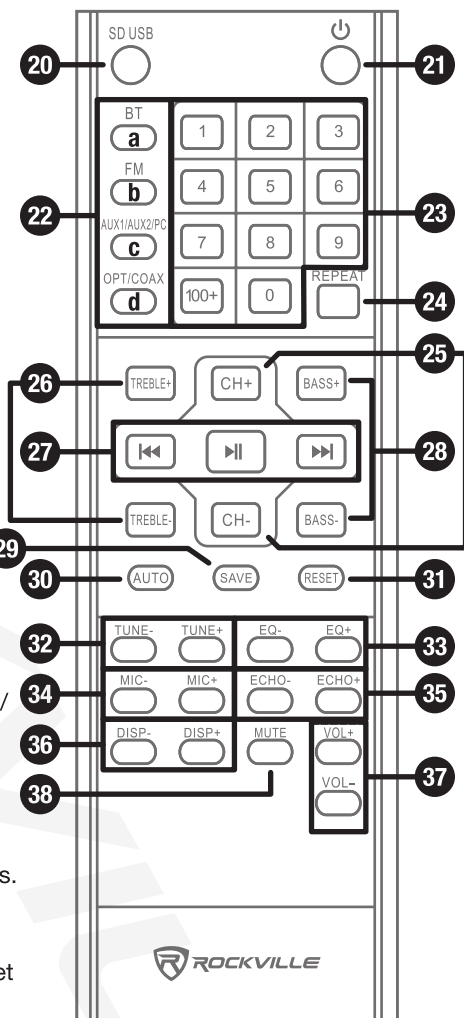 SD USB
20 21
BT
a 1 2 3
FM
b 4 5 6
22 23
AUX1/AUX2/PC
c 7 8 9
OPT/COAX REPEAT
d 100+ 0
24
25
26 TREBLE+ CH+ BASS+
27 28
TREBLE- CH- BASS-
29
30 AUTO SAVE RESET 31
32 TUNE- TUNE+ EQ- EQ+ 33
34 MIC- MIC+ ECHO- ECHO+ 35
/
36 DISP- DISP+ MUTE VOL+
38 VOL– 37
s.
et
ROCKVILLE